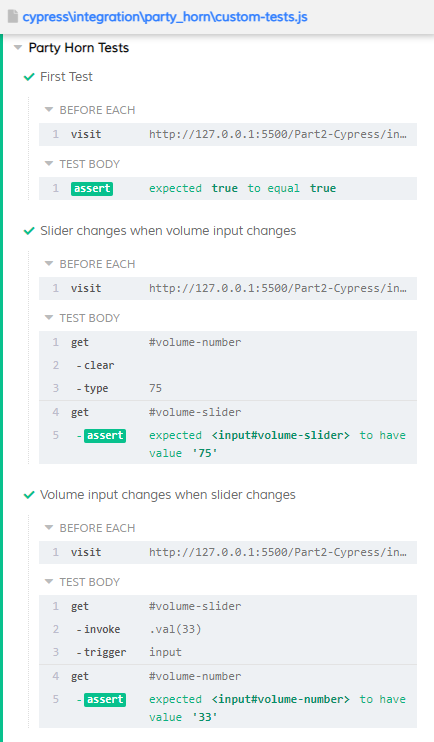 cypress\integration\party_horn\custom-tests.js
Party Horn Tests
First Test
BEFORE EACH
1 visit http://127.0.0.1:5500/Part2-Cypress/in…
TEST BODY
1 assert expected true to equal true
Slider changes when volume input changes
BEFORE EACH
1 visit http://127.0.0.1:5500/Part2-Cypress/in…
TEST BODY
1 get #volume-number
2 -clear
3 -type 75
4 get #volume-slider
5 -assert expected <input#volume-slider> to have
value '75'
Volume input changes when slider changes
BEFORE EACH
1 visit http://127.0.0.1:5500/Part2-Cypress/in…
TEST BODY
1 get #volume-slider
2 -invoke .val(33)
3 -trigger input
4 get #volume-number
5 -assert expected <input#volume-number> to have
value '33'